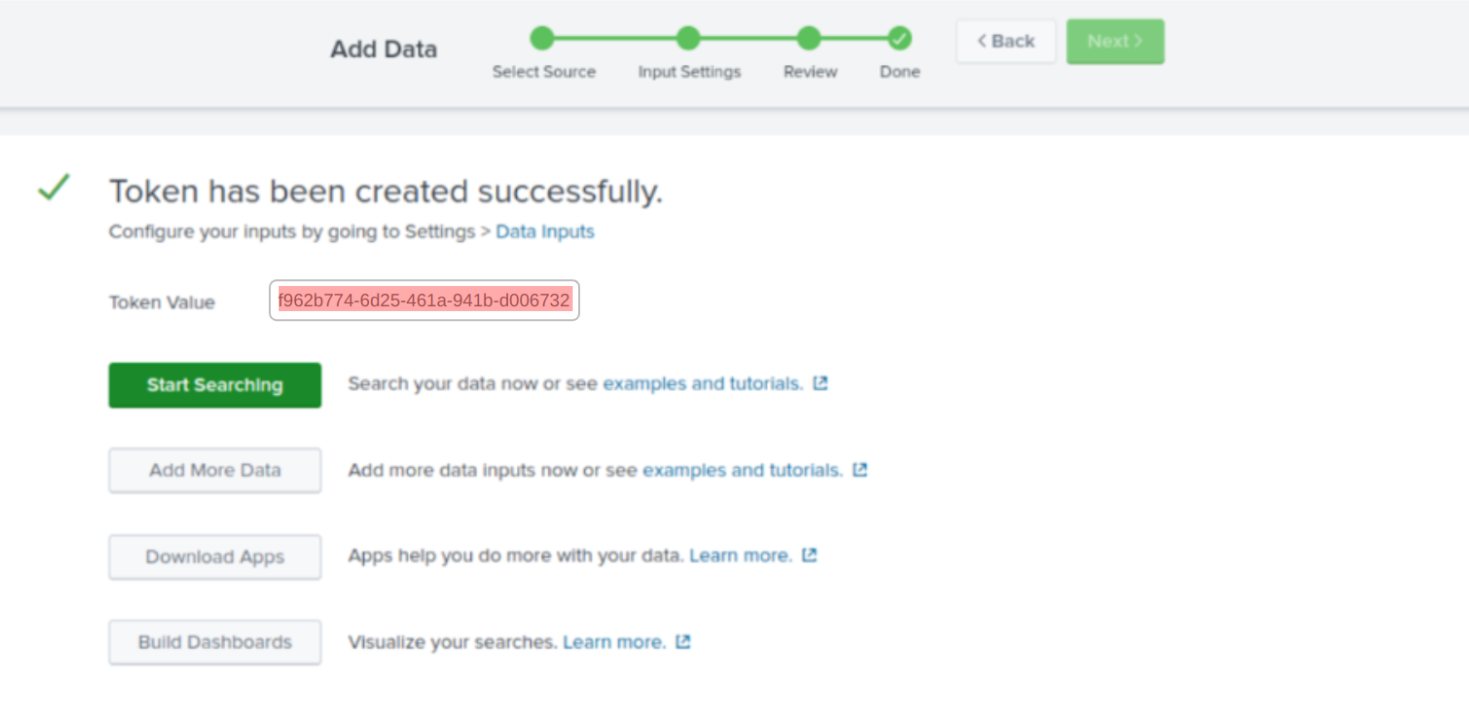 Add Data
Select Source
Input Settings
Review
Done
< Back
Next >
Token has been created successfully.
Configure your inputs by going to Settings > Data Inputs
Token Value
f962b774-6d25-461a-941b-d006732
Start Searching
Search your data now or see examples and tutorials.
Add More Data
Add more data inputs now or see examples and tutorials.
Download Apps
Apps help you do more with your data. Learn more.
Build Dashboards
Visualize your searches. Learn more.